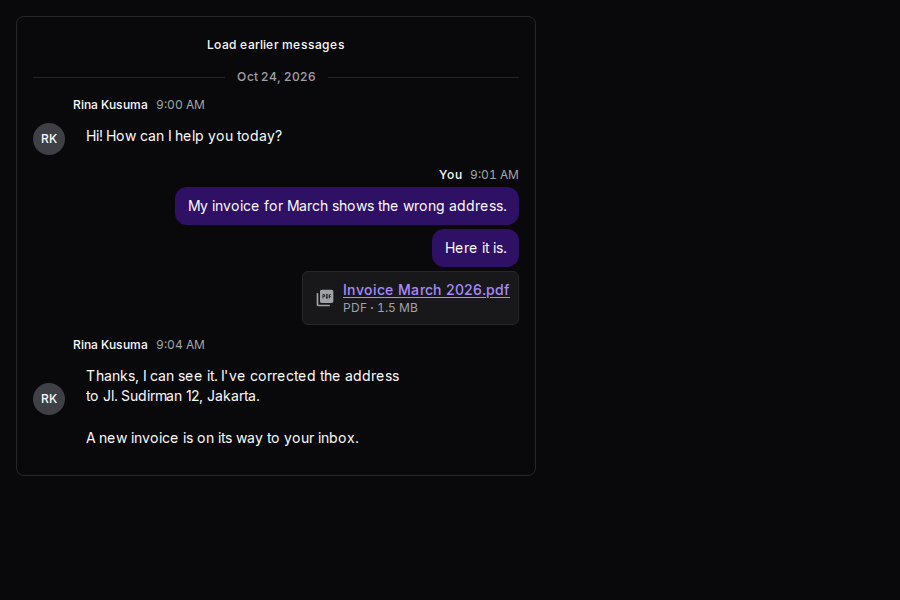 Load earlier messages
Oct 24, 2026
Rina Kusuma 9:00 AM
RK
Hi! How can I help you today?
You 9:01 AM
My invoice for March shows the wrong address.
Here it is.
PDF
Invoice March 2026.pdf
PDF · 1.5 MB
Rina Kusuma 9:04 AM
Thanks, I can see it. I've corrected the address
to Jl. Sudirman 12, Jakarta.
RK
A new invoice is on its way to your inbox.